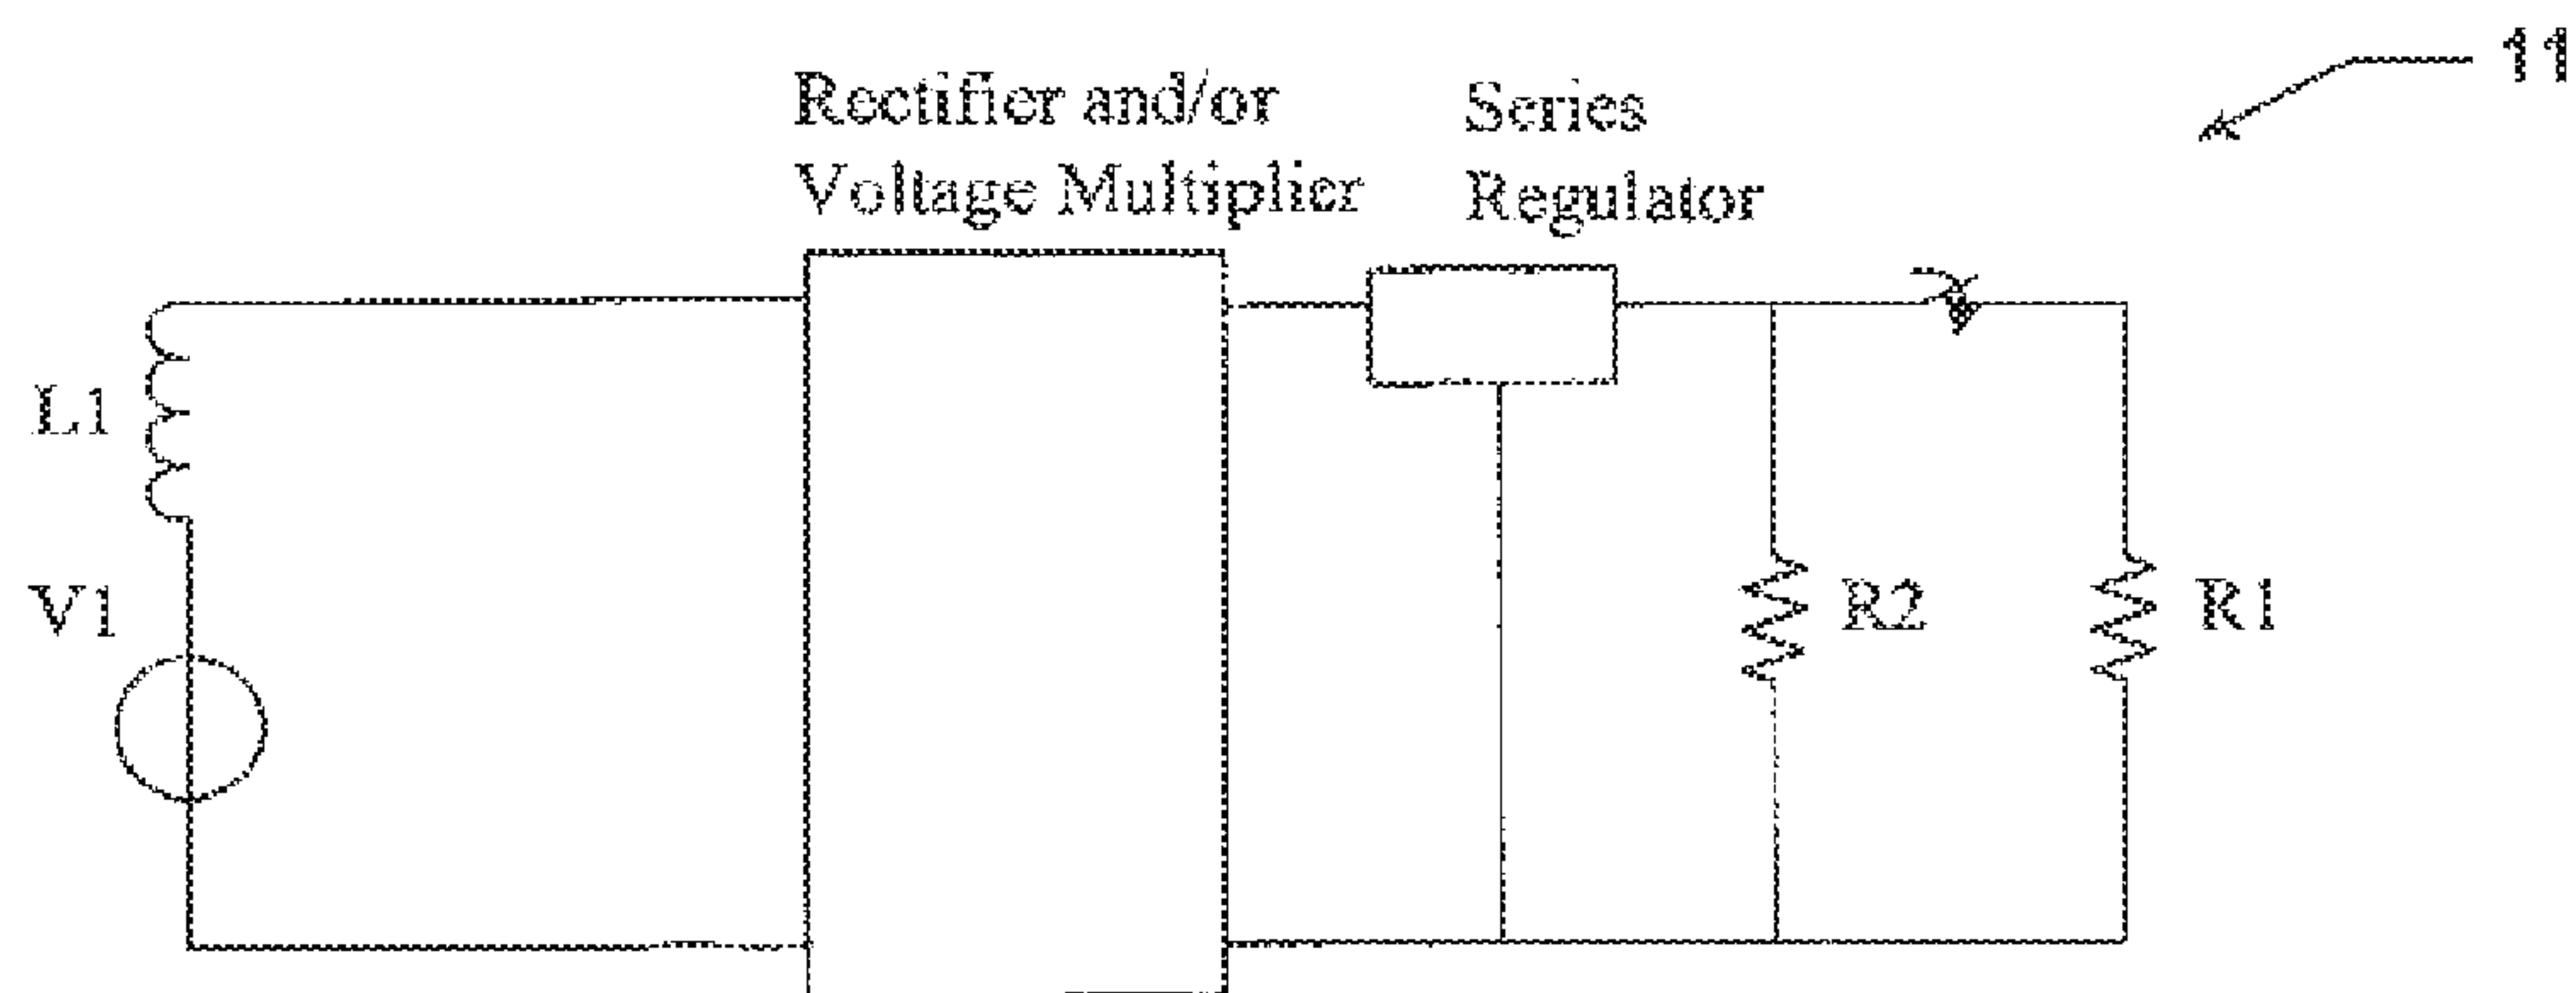 11
Rectifier and/or
Voltage Multiplier
Series
Regulator
L1
V1
R2
R1